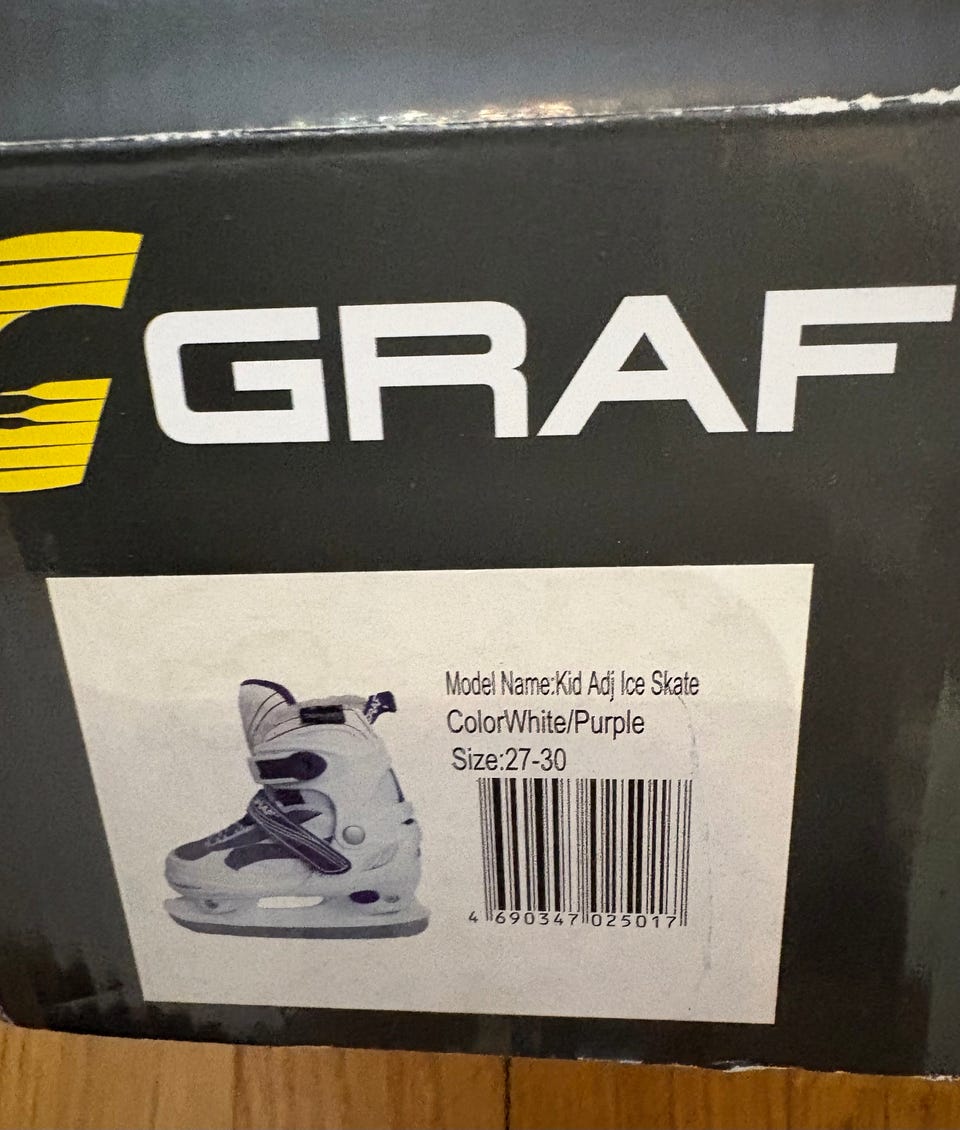 GRAF
Model Name:Kid Adj Ice Skate
ColorWhite/Purple
Size:27-30
4 690347 025017